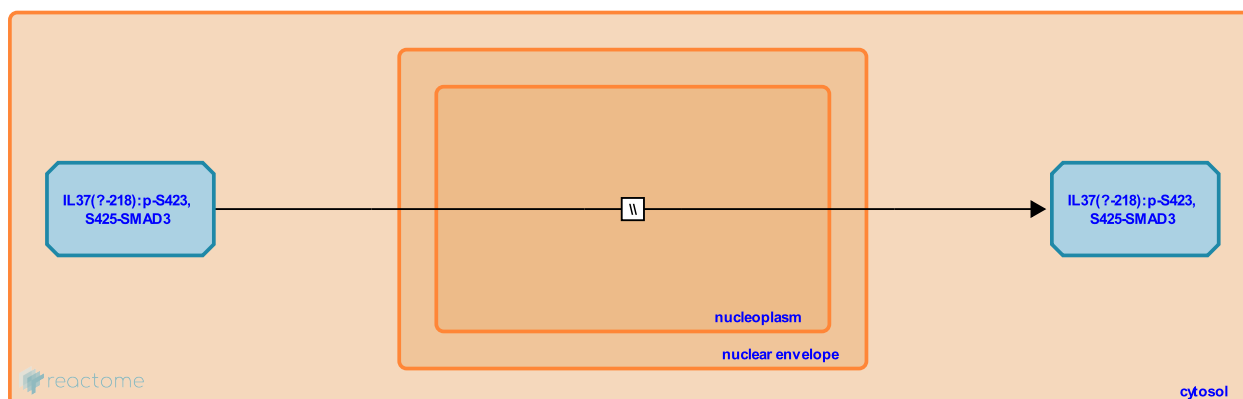 IL37(?-218):p-S423,
S425-SMAD3
\\
IL37(?-218):p-S423,
S425-SMAD3
nucleoplasm
nuclear envelope
reactome
cytosol